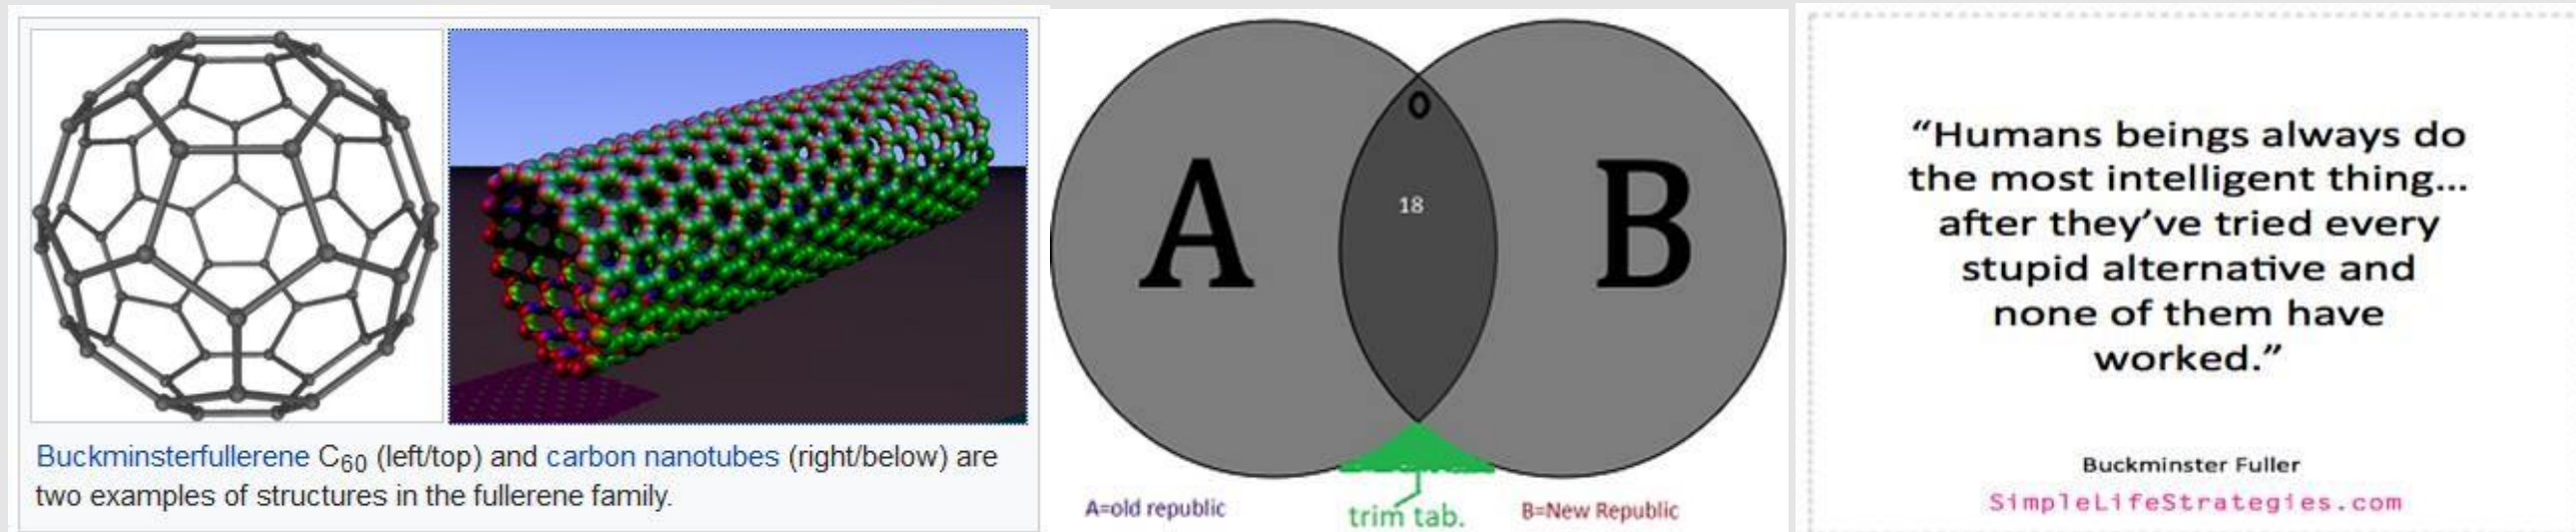 Buckminsterfullerene C60 (left/top) and carbon nanotubes (right/below) are
two examples of structures in the fullerene family.
O
A
18
B
A=old republic
trim tab.
B=New Republic
“Humans beings always do
the most intelligent thing...
after they’ve tried every
stupid alternative and
none of them have
worked.”
Buckminster Fuller
SimpleLifeStrategies.com